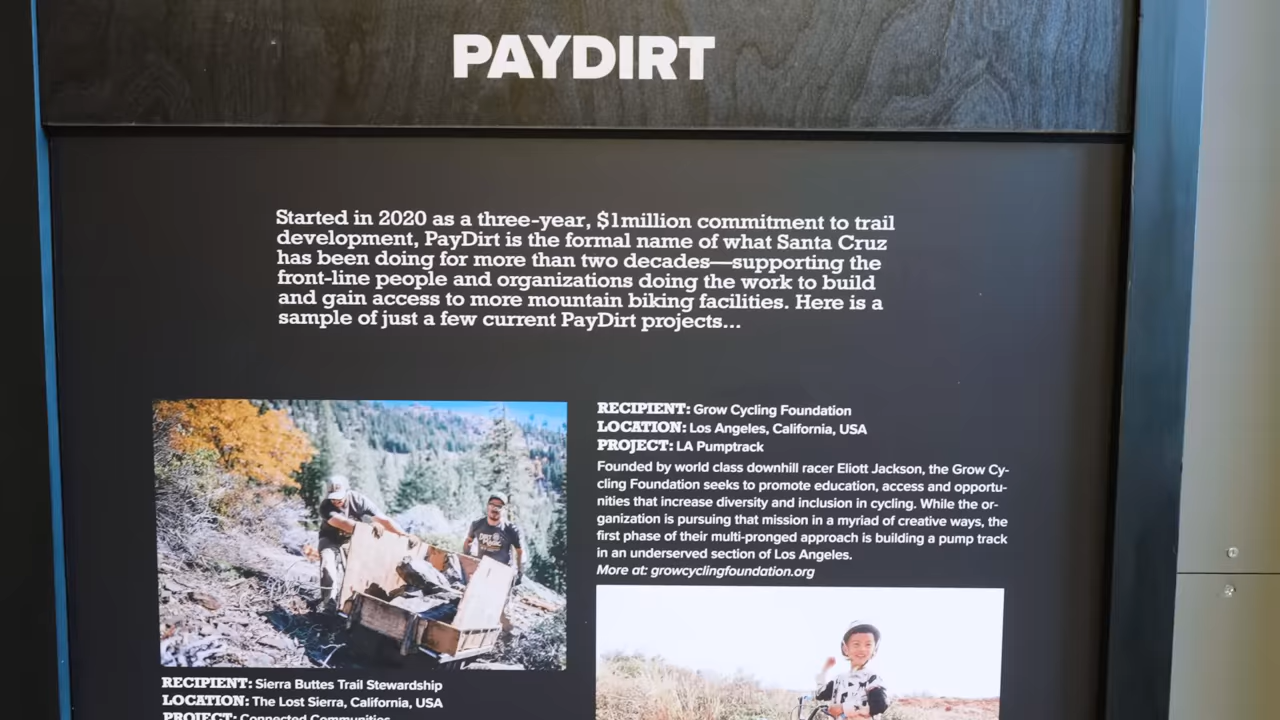 PAYDIRT
Started in 2020 as a three-year, $1million commitment to trail
development, PayDirt is the formal name of what Santa Cruz
has been doing for more than two decades—supporting the
front-line people and organizations doing the work to build
and gain access to more mountain biking facilities. Here is a
sample of just a few current PayDirt projects...
RECIPIENT: Grow Cycling Foundation
LOCATION: Los Angeles, California, USA
PROJECT: LA Pumptrack
Founded by world class downhill racer Eliott Jackson, the Grow Cy-
cling Foundation seeks to promote education, access and opportu-
nities that increase diversity and inclusion in cycling. While the or-
ganization is pursuing that mission in a myriad of creative ways, the
first phase of their multi-pronged approach is building a pump track
in an underserved section of Los Angeles.
More at: growcyclingfoundation.org
RECIPIENT: Sierra Buttes Trail Stewardship
LOCATION: The Lost Sierra, California, USA
PROJECT: Connected Communities